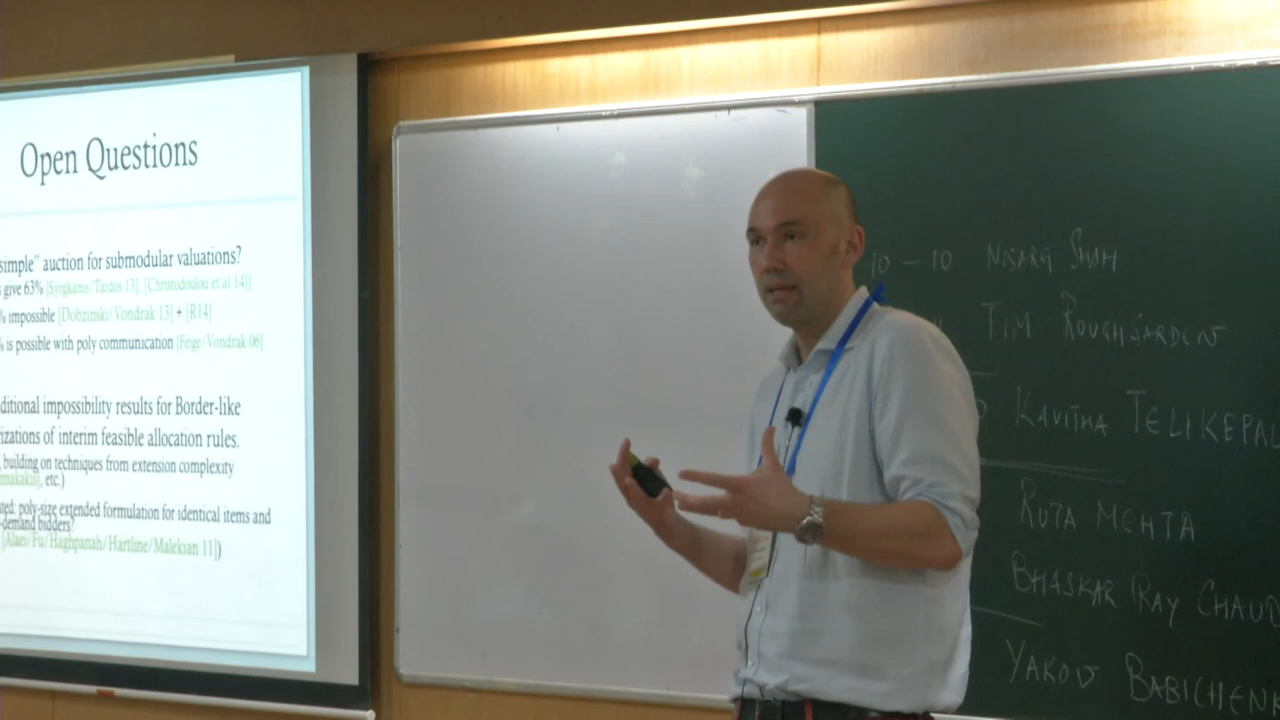 Open Questions
simple" auction for submodular valuations?
give 63% [Syrgkanis/Tardos 13], [Christodoulou et al 14]]
% impossible [Dobzinski/Vondrak 13] + [R14]
% is possible with poly communication [Feige/Vondrak 06]
ditional impossibility results for Border-like
izations of interim feasible allocation rules.
building on techniques from extension complexity
nnakakis], etc.)
ted: poly-size extended formulation for identical items and
-demand bidders?
[Alaei/Fu/Haghpanah/Hartline/Malekian 11])
10 – 10 NISARG SHAH
TIM ROUGHGARDEN
KAVITHA TELIKEPAL
RUTA MEHTA
BHASKAR RAY CHAUD
YAKOV BABICHEN